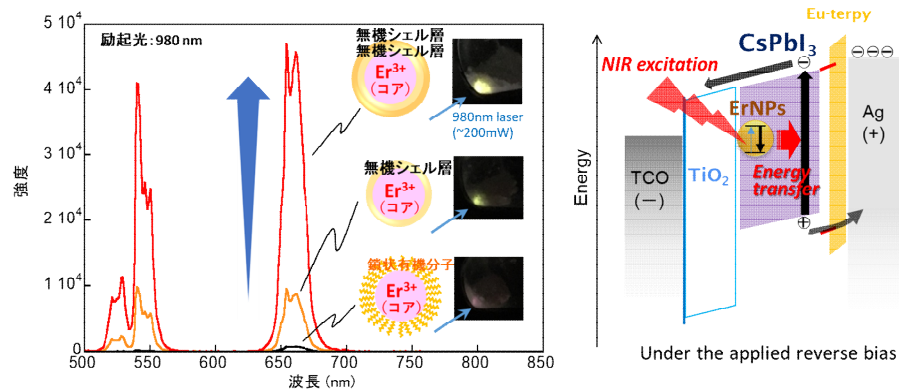 励起光：980 nm
5 10⁴
4 10⁴
3 10⁴
2 10⁴
1 10⁴
0
強度
500
550
600
650
700
750
800
850
波長 (nm)
無機シェル層
無機シェル層
Er³⁺
(コア)
980nm laser
(~200mW)
無機シェル層
Er³⁺
(コア)
鎖状有機分子
Er³⁺
(コア)
Eu-terpy
CsPbI₃
NIR excitation
ErNPs
Ag
(+)
Energy
TCO
(—)
TiO₂
Energy
transfer
Under the applied reverse bias